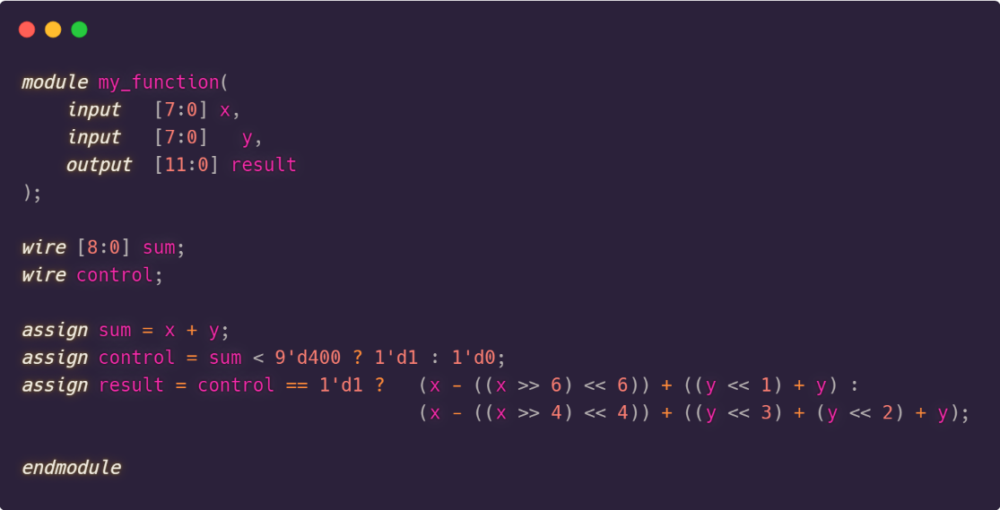 module my_function(
    input   [7:0] x,
    input   [7:0]   y,
    output  [11:0] result
);
wire [8:0] sum;
wire control;
assign sum = x + y;
assign control = sum < 9'd400 ? 1'd1 : 1'd0;
assign result = control == 1'd1 ?   (x - ((x >> 6) << 6)) + ((y << 1) + y) :
                                    (x - ((x >> 4) << 4)) + ((y << 3) + (y << 2) + y);
endmodule